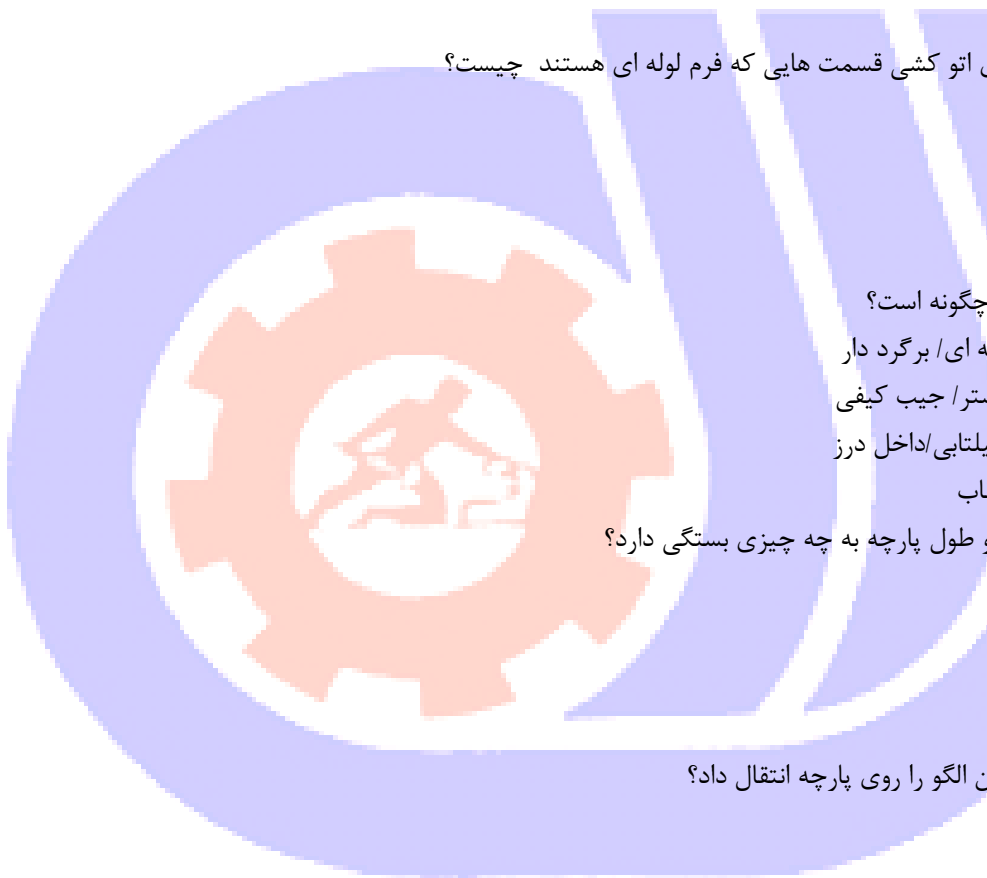 اتو کشی قسمت هایی که فرم لوله ای هستند چیست؟
چگونه است؟
ه ای/ برگرد دار
ستر/ جیب کیفی
یلتابی/داخل درز
اب
و طول پارچه به چه چیزی بستگی دارد؟
ن الگو را روی پارچه انتقال داد؟